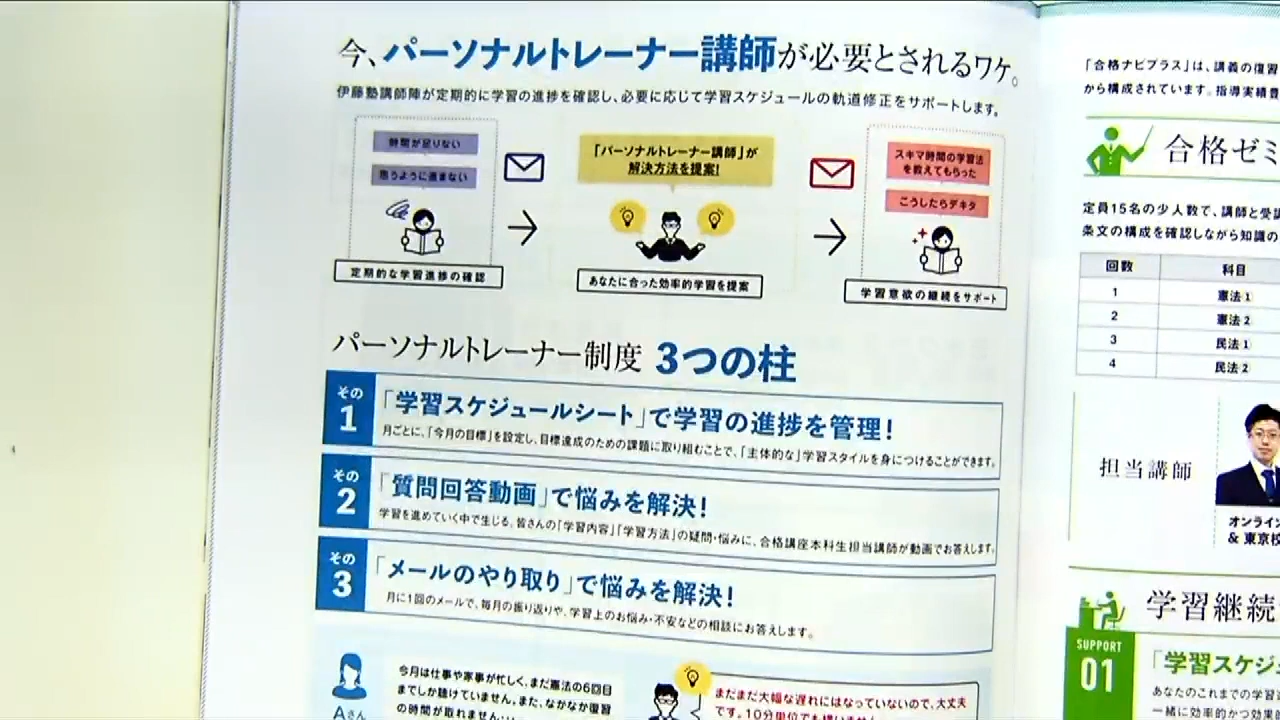 今、パーソナルトレーナー講師が必要とされるワケ。
伊藤塾講師陣が定期的に学習の進捗を確認し、必要に応じて学習スケジュールの軌道修正をサポートします。
時間が足りない
思うように進まない
定期的な学習進捗の確認
「パーソナルトレーナー講師」が
解決方法を提案!
あなたに合った効率的学習を提案
スキマ時間の学習法
を教えてもらった
こうしたらデキタ
学習意欲の継続をサポート
パーソナルトレーナー制度 3つの柱
その
1
「学習スケジュールシート」で学習の進捗を管理!
月ごとに、「今月の目標」を設定し、目標達成のための課題に取り組むことで、「主体的な」学習スタイルを身につけることができます。
その
2
「質問回答動画」で悩みを解決!
学習を進めていく中で生じる、皆さんの「学習内容」「学習方法」の疑問・悩みに、合格講座本科生担当講師が動画でお答えします。
その
3
「メールのやり取り」で悩みを解決!
月に1回のメールで、毎月の振り返りや、学習上のお悩み・不安などの相談にお答えします。
Aさん
今月は仕事や家事が忙しく、まだ憲法の6回目
までしか聴けていません。また、なかなか復習
の時間が取れません
まだまだ大幅な遅れにはなっていないので、大丈夫
です。10分単位でも構いません
「合格ナビプラス」は、講義の復習
から構成されています。指導実績豊
合格ゼミ
定員15名の少人数で、講師と受講
条文の構成を確認しながら知識の
回数 科目
1 憲法①
2 憲法②
3 民法①
4 民法②
担当講師
オンライン
& 東京校
学習継続
SUPPORT
01
「学習スケジ
あなたのこれまでの学習
一緒に効率的かつ効果